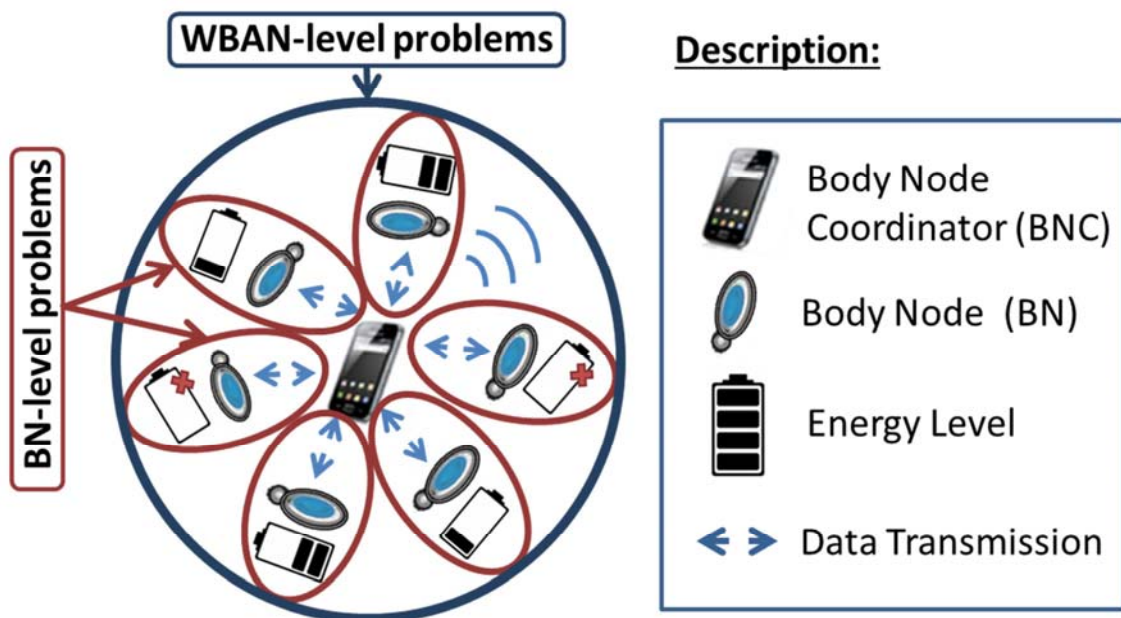 WBAN-level problems
BN-level problems
Description:
Body Node
Coordinator (BNC)
Body Node (BN)
Energy Level
Data Transmission